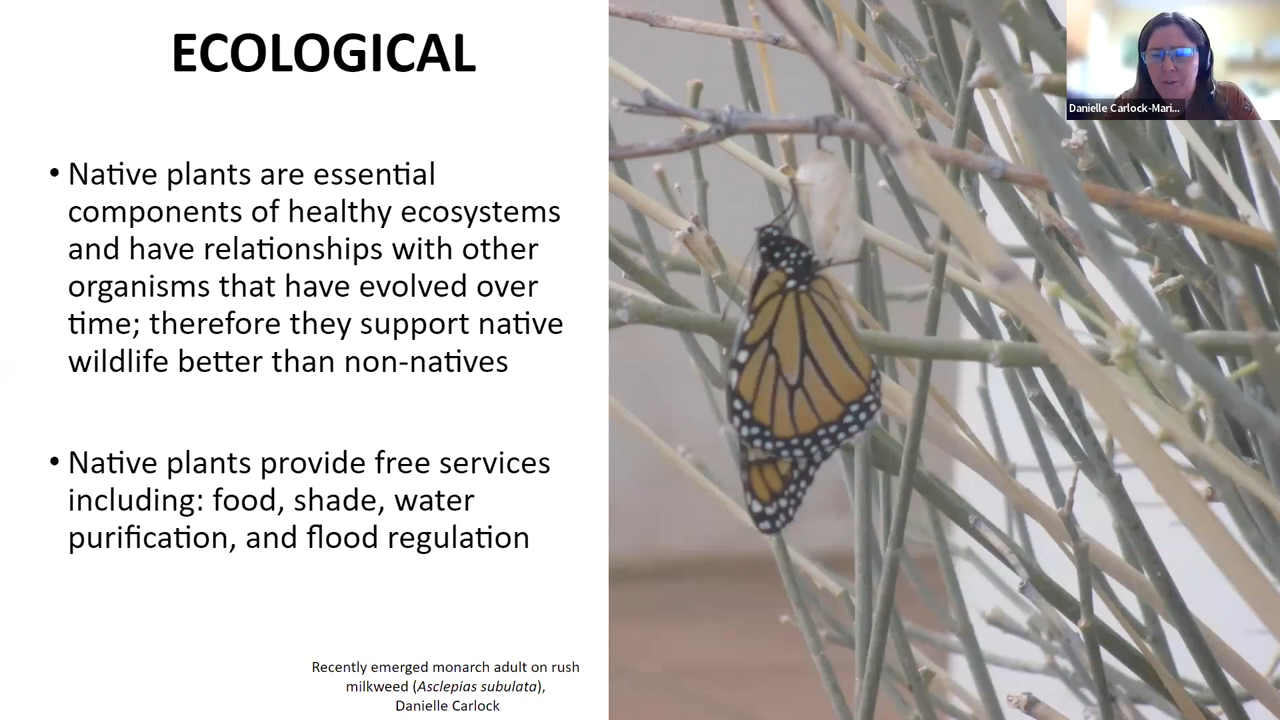 ECOLOGICAL
• Native plants are essential
components of healthy ecosystems
and have relationships with other
organisms that have evolved over
time; therefore they support native
wildlife better than non-natives
• Native plants provide free services
including: food, shade, water
purification, and flood regulation
Recently emerged monarch adult on rush
milkweed (Asclepias subulata),
Danielle Carlock
Danielle Carlock-Mari...